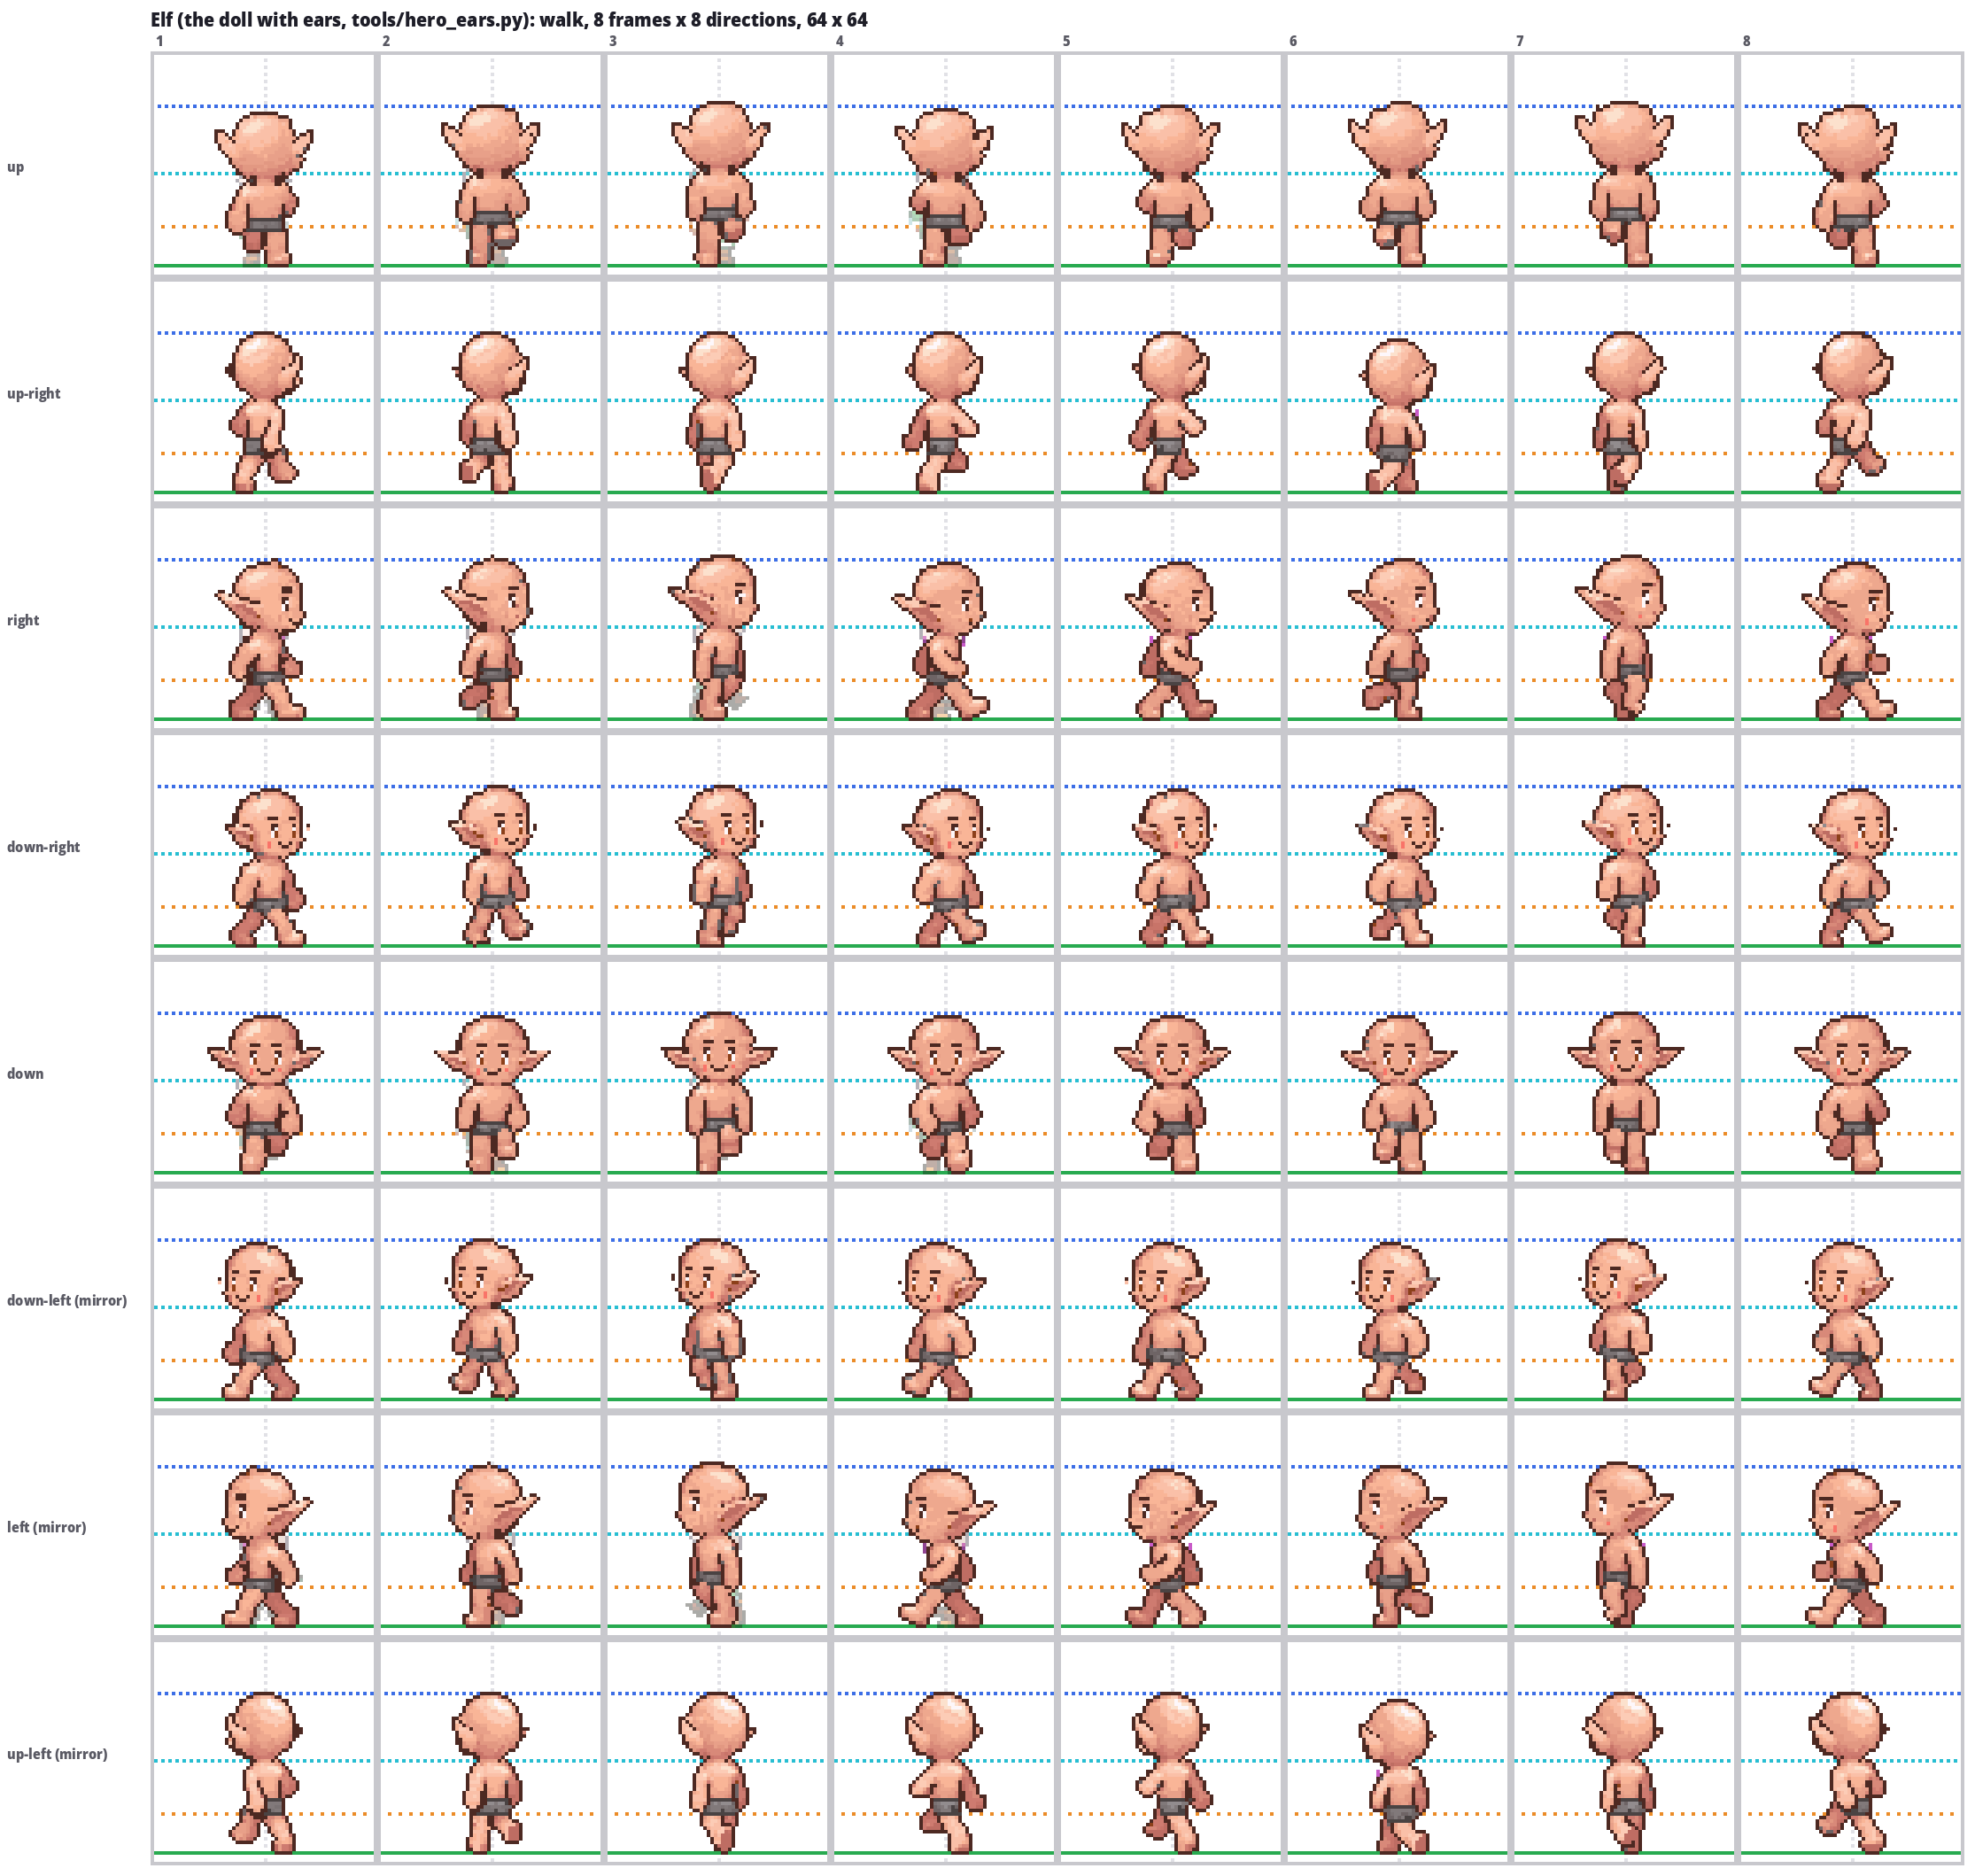 Elf (the doll with ears, tools/hero_ears.py): walk, 8 frames x 8 directions, 64 x 64
1 2 3 4 5 6 7 8
up
up-right
right
down-right
down
down-left (mirror)
left (mirror)
up-left (mirror)